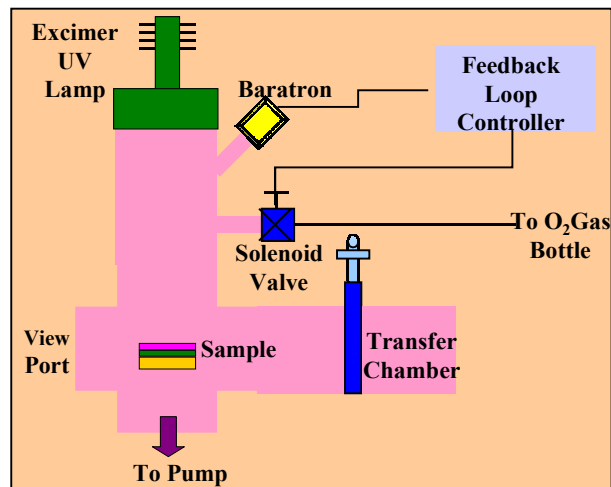 Excimer
UV
Lamp
Baratron
Feedback
Loop
Controller
To O₂Gas
Bottle
Solenoid
Valve
View
Port
Sample
Transfer
Chamber
To Pump